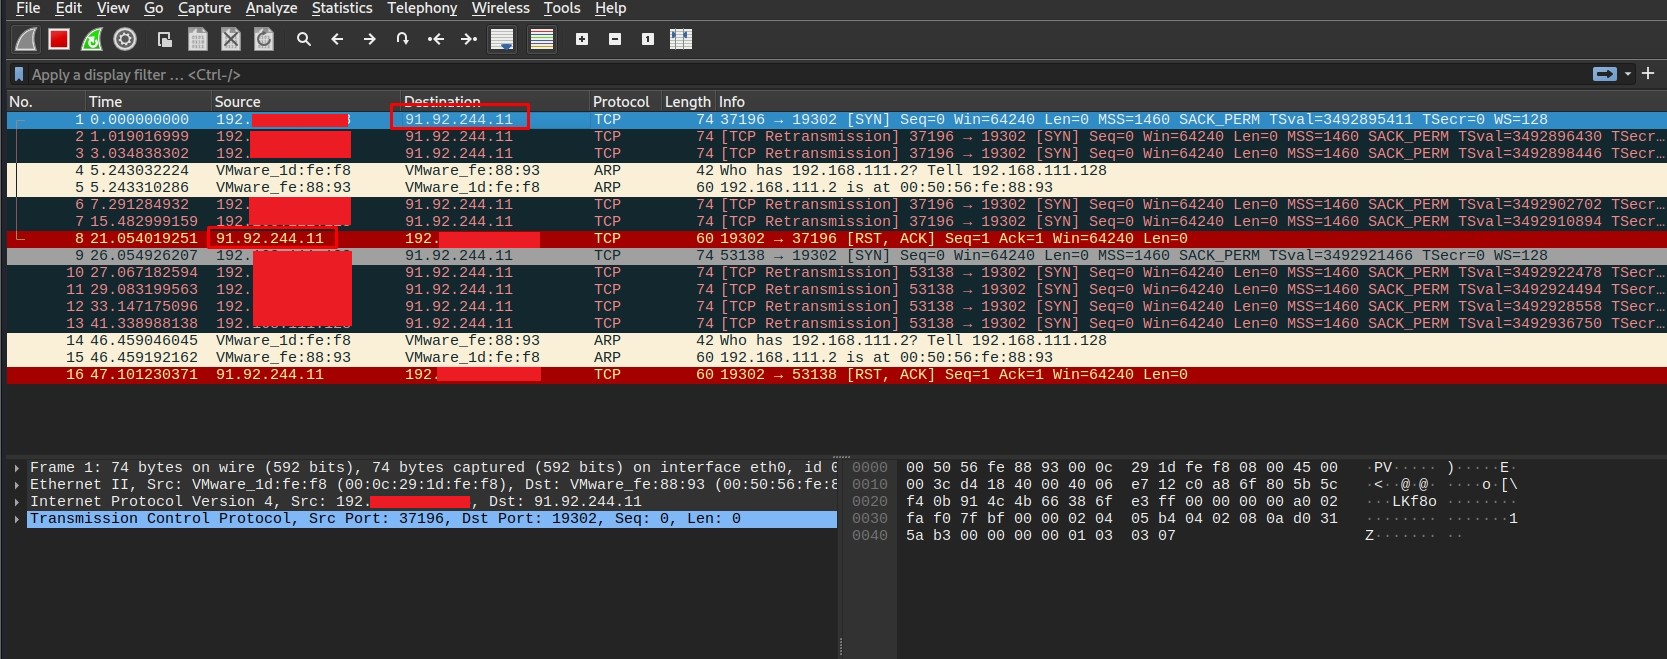 File Edit View Go Capture Analyze Statistics Telephony Wireless Tools Help
Apply a display filter … <Ctrl-/>
No. Time Source Destination Protocol Length Info
1 0.000000000 192. 91.92.244.11 TCP 74 37196 → 19302 [SYN] Seq=0 Win=64240 Len=0 MSS=1460 SACK_PERM TSval=3492895411 TSecr=0 WS=128
2 1.019016999 192. 91.92.244.11 TCP 74 [TCP Retransmission] 37196 → 19302 [SYN] Seq=0 Win=64240 Len=0 MSS=1460 SACK_PERM TSval=3492896430 TSecr…
3 3.034838302 192. 91.92.244.11 TCP 74 [TCP Retransmission] 37196 → 19302 [SYN] Seq=0 Win=64240 Len=0 MSS=1460 SACK_PERM TSval=3492898446 TSecr…
4 5.243032224 VMware_1d:fe:f8 VMware_fe:88:93 ARP 42 Who has 192.168.111.2? Tell 192.168.111.128
5 5.243310286 VMware_fe:88:93 VMware_1d:fe:f8 ARP 60 192.168.111.2 is at 00:50:56:fe:88:93
6 7.291284932 192. 91.92.244.11 TCP 74 [TCP Retransmission] 37196 → 19302 [SYN] Seq=0 Win=64240 Len=0 MSS=1460 SACK_PERM TSval=3492902702 TSecr…
7 15.482999159 192. 91.92.244.11 TCP 74 [TCP Retransmission] 37196 → 19302 [SYN] Seq=0 Win=64240 Len=0 MSS=1460 SACK_PERM TSval=3492910894 TSecr…
8 21.054019251 91.92.244.11 192. TCP 60 19302 → 37196 [RST, ACK] Seq=1 Ack=1 Win=64240 Len=0
9 26.054926207 192. 91.92.244.11 TCP 74 53138 → 19302 [SYN] Seq=0 Win=64240 Len=0 MSS=1460 SACK_PERM TSval=3492921466 TSecr=0 WS=128
10 27.067182594 192. 91.92.244.11 TCP 74 [TCP Retransmission] 53138 → 19302 [SYN] Seq=0 Win=64240 Len=0 MSS=1460 SACK_PERM TSval=3492922478 TSecr…
11 29.083199563 192. 91.92.244.11 TCP 74 [TCP Retransmission] 53138 → 19302 [SYN] Seq=0 Win=64240 Len=0 MSS=1460 SACK_PERM TSval=3492924494 TSecr…
12 33.147175096 192. 91.92.244.11 TCP 74 [TCP Retransmission] 53138 → 19302 [SYN] Seq=0 Win=64240 Len=0 MSS=1460 SACK_PERM TSval=3492928558 TSecr…
13 41.338988138 192. 91.92.244.11 TCP 74 [TCP Retransmission] 53138 → 19302 [SYN] Seq=0 Win=64240 Len=0 MSS=1460 SACK_PERM TSval=3492936750 TSecr…
14 46.459046045 VMware_1d:fe:f8 VMware_fe:88:93 ARP 42 Who has 192.168.111.2? Tell 192.168.111.128
15 46.459192162 VMware_fe:88:93 VMware_1d:fe:f8 ARP 60 192.168.111.2 is at 00:50:56:fe:88:93
16 47.101230371 91.92.244.11 192. TCP 60 19302 → 53138 [RST, ACK] Seq=1 Ack=1 Win=64240 Len=0
Frame 1: 74 bytes on wire (592 bits), 74 bytes captured (592 bits) on interface eth0, id
Ethernet II, Src: VMware_1d:fe:f8 (00:0c:29:1d:fe:f8), Dst: VMware_fe:88:93 (00:50:56:fe:8
Internet Protocol Version 4, Src: 192. , Dst: 91.92.244.11
Transmission Control Protocol, Src Port: 37196, Dst Port: 19302, Seq: 0, Len: 0
0000 00 50 56 fe 88 93 00 0c 29 1d fe f8 08 00 45 00 ·PV····· )·····E·
0010 00 3c d4 18 40 00 40 06 e7 12 c0 a8 6f 80 5b 5c ·<··@·@· ····o·[\
0020 f4 0b 91 4c 4b 66 38 6f e3 ff 00 00 00 00 a0 02 ···LKf8o ········
0030 fa f0 7f bf 00 00 02 04 05 b4 04 02 08 0a d0 31 ········ ·······1
0040 5a b3 00 00 00 00 01 03 03 07 Z······· ··